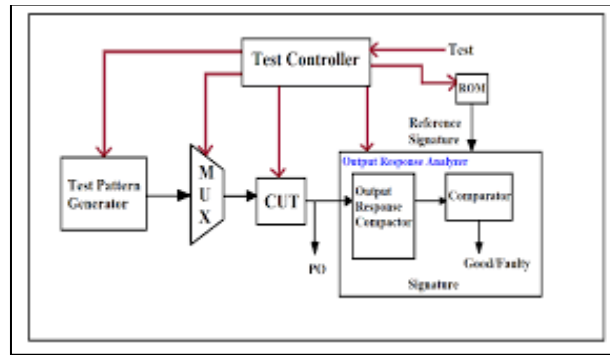 Test
Test Controller
ROM
Reference
Signature
Output Response Analyzer
Test Pattern
Generator
M
U
X
CUT
Output
Response
Compactor
Comparator
PO
Good/Faulty
Signature